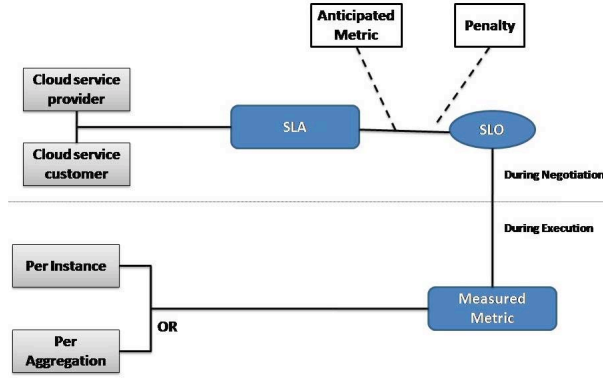 Anticipated
Metric
Penalty
Cloud service
provider
SLA
SLO
Cloud service
customer
During Negotiation
During Execution
Per Instance
Measured
Metric
OR
Per
Aggregation